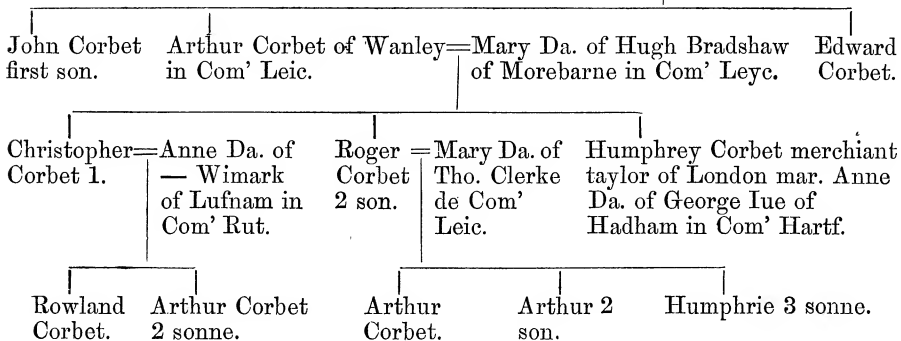 John Corbet first son.
Arthur Corbet of Wanley=Mary Da. of Hugh Bradshaw
in Com' Leic.
of Morebarne in Com' Leyc.
Edward
Corbet.
Christopher=Anne Da. of
Corbet 1.
— Wimark
of Lufnam in
Com' Rut.
Roger = Mary Da. of
Corbet
2 son.
Tho. Clerke
de Com'
Leic.
Humphrey Corbet merchiant
taylor of London mar. Anne
Da. of George Iue of
Hadham in Com' Hartf.
Rowland
Corbet.
Arthur Corbet
2 sonne.
Arthur
Corbet.
Arthur 2
son.
Humphrie 3 sonne.